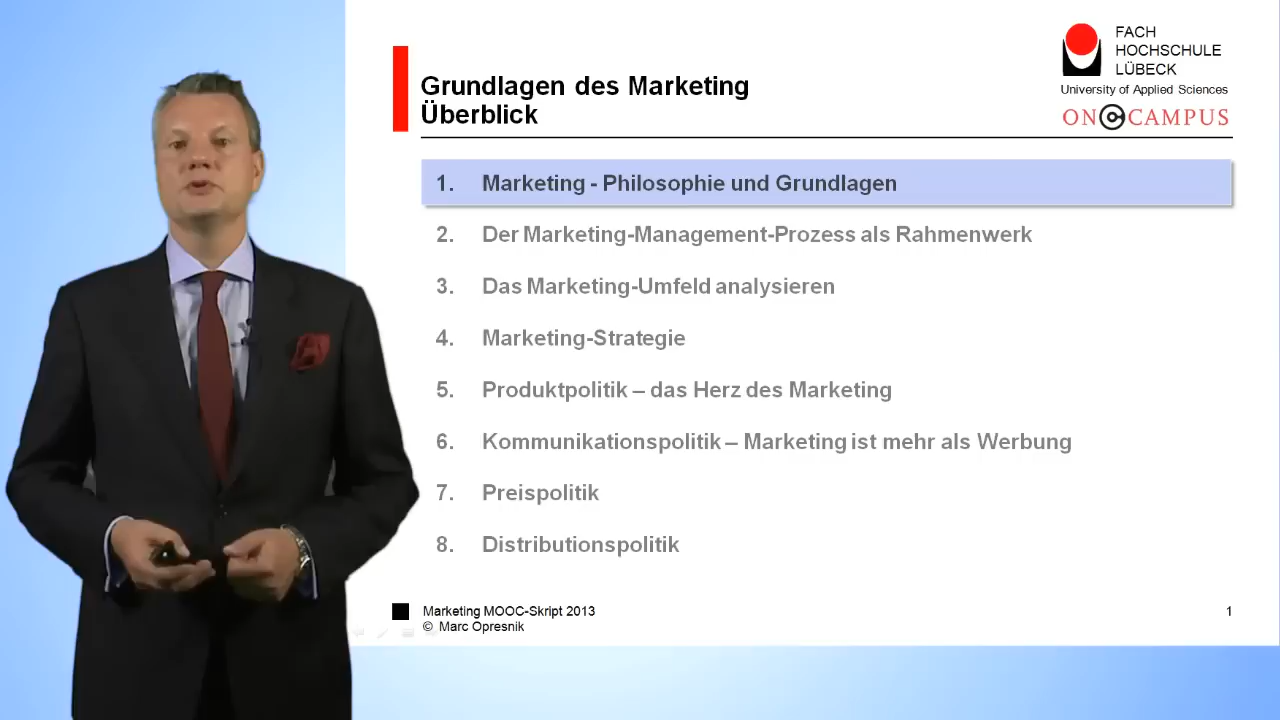 FACH
HOCHSCHULE
LÜBECK
University of Applied Sciences
ON CAMPUS
Grundlagen des Marketing
Überblick
1. Marketing - Philosophie und Grundlagen
2. Der Marketing-Management-Prozess als Rahmenwerk
3. Das Marketing-Umfeld analysieren
4. Marketing-Strategie
5. Produktpolitik – das Herz des Marketing
6. Kommunikationspolitik – Marketing ist mehr als Werbung
7. Preispolitik
8. Distributionspolitik
Marketing MOOC-Skript 2013
© Marc Opresnik
1